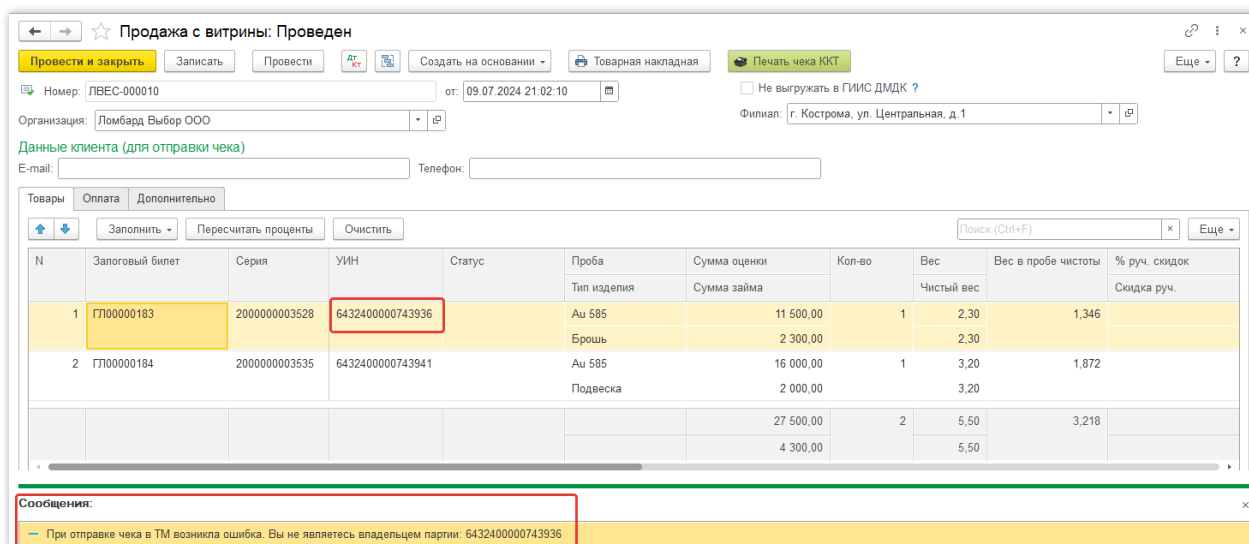 Продажа с витрины: Проведен
Провести и закрыть Записать Провести Дт Кт Создать на основании Товарная накладная Печать чека ККТ Еще ?
Номер: ЛВЕС-000010 от: 09.07.2024 21:02:10 Не выгружать в ГИИС ДМДК ?
Организация: Ломбард Выбор ООО Филиал: г. Кострома, ул. Центральная, д.1
Данные клиента (для отправки чека)
E-mail: Телефон:
Товары Оплата Дополнительно
Заполнить Пересчитать проценты Очистить Поиск (Ctrl+F) × Еще
N Залоговый билет Серия УИН Статус Проба Сумма оценки Кол-во Вес Вес в пробе чистоты % руч. скидок
Тип изделия Сумма займа Чистый вес Скидка руч.
1 ГЛ00000183 2000000003528 6432400000743936 Au 585 11 500,00 1 2,30 1,346
Брошь 2 300,00 2,30
2 ГЛ00000184 2000000003535 6432400000743941 Au 585 16 000,00 1 3,20 1,872
Подвеска 2 000,00 3,20
27 500,00 2 5,50 3,218
4 300,00 5,50
Сообщения:
— При отправке чека в ТМ возникла ошибка. Вы не являетесь владельцем партии: 6432400000743936